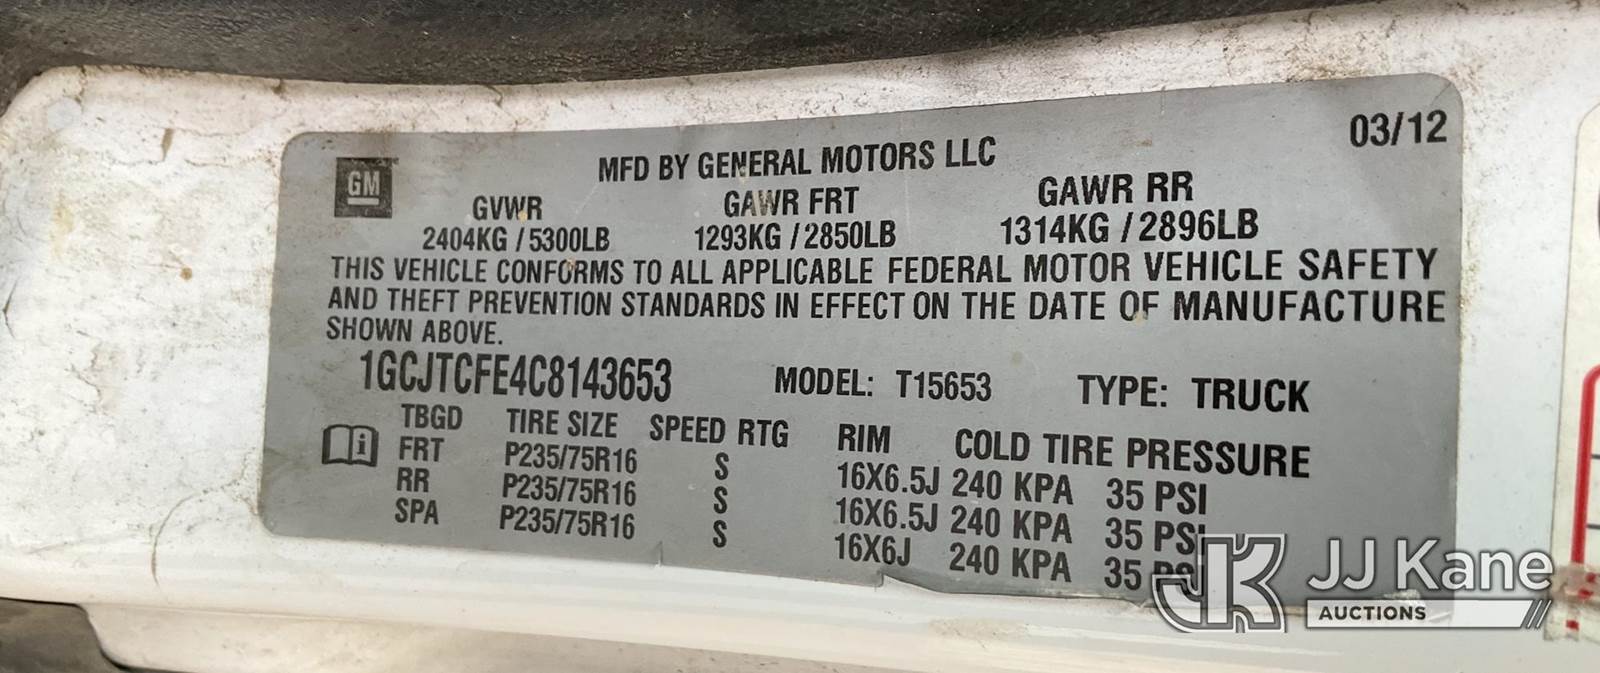 03/12
GM
MFD BY GENERAL MOTORS LLC
GVWR GAWR FRT GAWR RR
2404KG / 5300LB 1293KG / 2850LB 1314KG / 2896LB
THIS VEHICLE CONFORMS TO ALL APPLICABLE FEDERAL MOTOR VEHICLE SAFETY
AND THEFT PREVENTION STANDARDS IN EFFECT ON THE DATE OF MANUFACTURE
SHOWN ABOVE.
1GCJTCFE4C8143653 MODEL: T15653 TYPE: TRUCK
TBGD TIRE SIZE SPEED RTG RIM COLD TIRE PRESSURE
FRT P235/75R16 S 16X6.5J 240 KPA 35 PSI
RR P235/75R16 S 16X6.5J 240 KPA 35 PSI
SPA P235/75R16 S 16X6J 240 KPA 35 PSI
JK JJ Kane
AUCTIONS